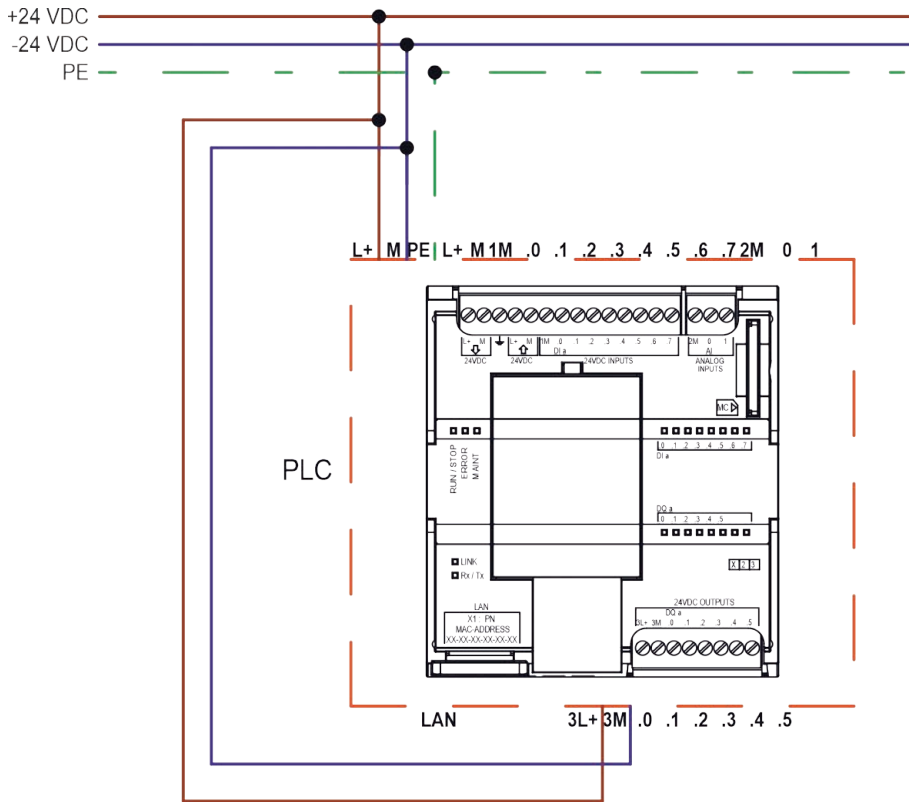 +24 VDC
-24 VDC
PE
L+ M PE L+ M 1M .0 .1 .2 .3 .4 .5 .6 .7 2M 0 1
L+ M L+ M 1M .0 .1 .2 .3 .4 .5 .6 .7 2M 0 1
DI a AI
24VDC 24VDC 24VDC INPUTS ANALOG
INPUTS
MC
0 .1 .2 .3 .4 .5 .6 .7
DI a
RUN / STOP
ERROR
MAINT
PLC
DQ a
0 .1 .2 .3 .4 .5
LINK
X 2 3
Rx / Tx
LAN
X1 : PN
MAC-ADDRESS
XX-XX-XX-XX-XX-XX
24VDC OUTPUTS
DQ a
3L+ 3M .0 .1 .2 .3 .4 .5
LAN 3L+ 3M .0 .1 .2 .3 .4 .5